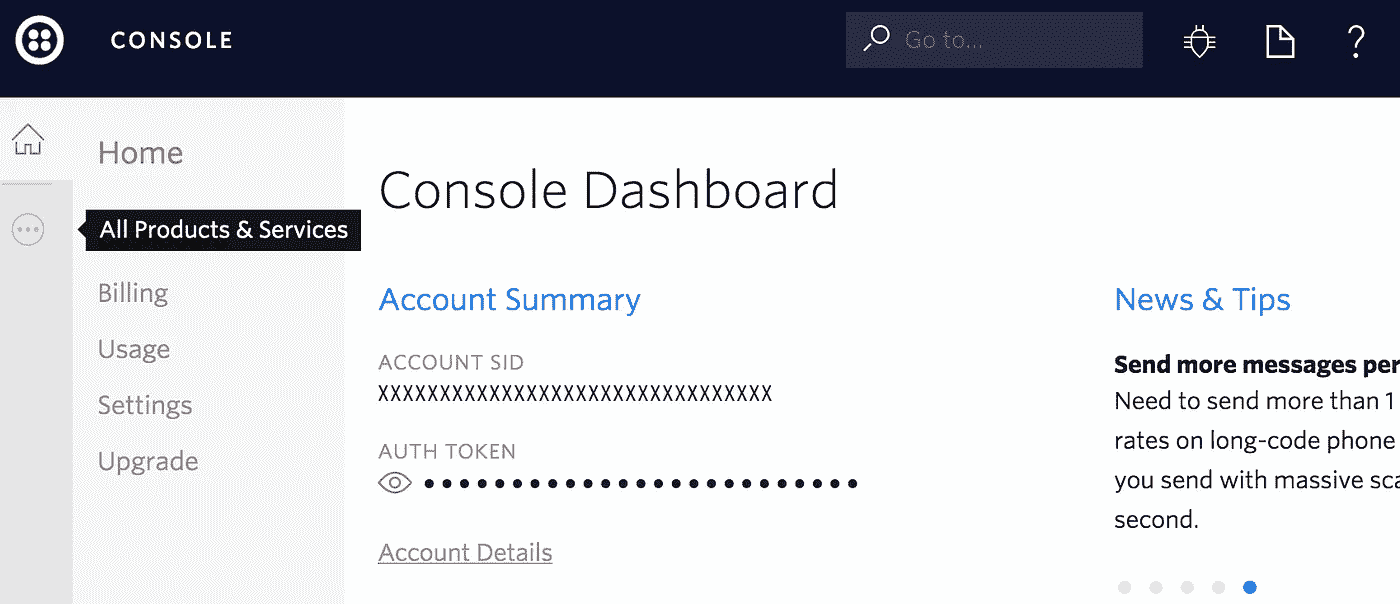 CONSOLE
Go to...
Home
All Products & Services
Billing
Usage
Settings
Upgrade
Console Dashboard
Account Summary
ACCOUNT SID
XXXXXXXXXXXXXXXXXXXXXXXXXXXXXXXX
AUTH TOKEN
•••••••••••••••••••••••••
Account Details
News & Tips
Send more messages per
Need to send more than 1
rates on long-code phone
you send with massive sca
second.